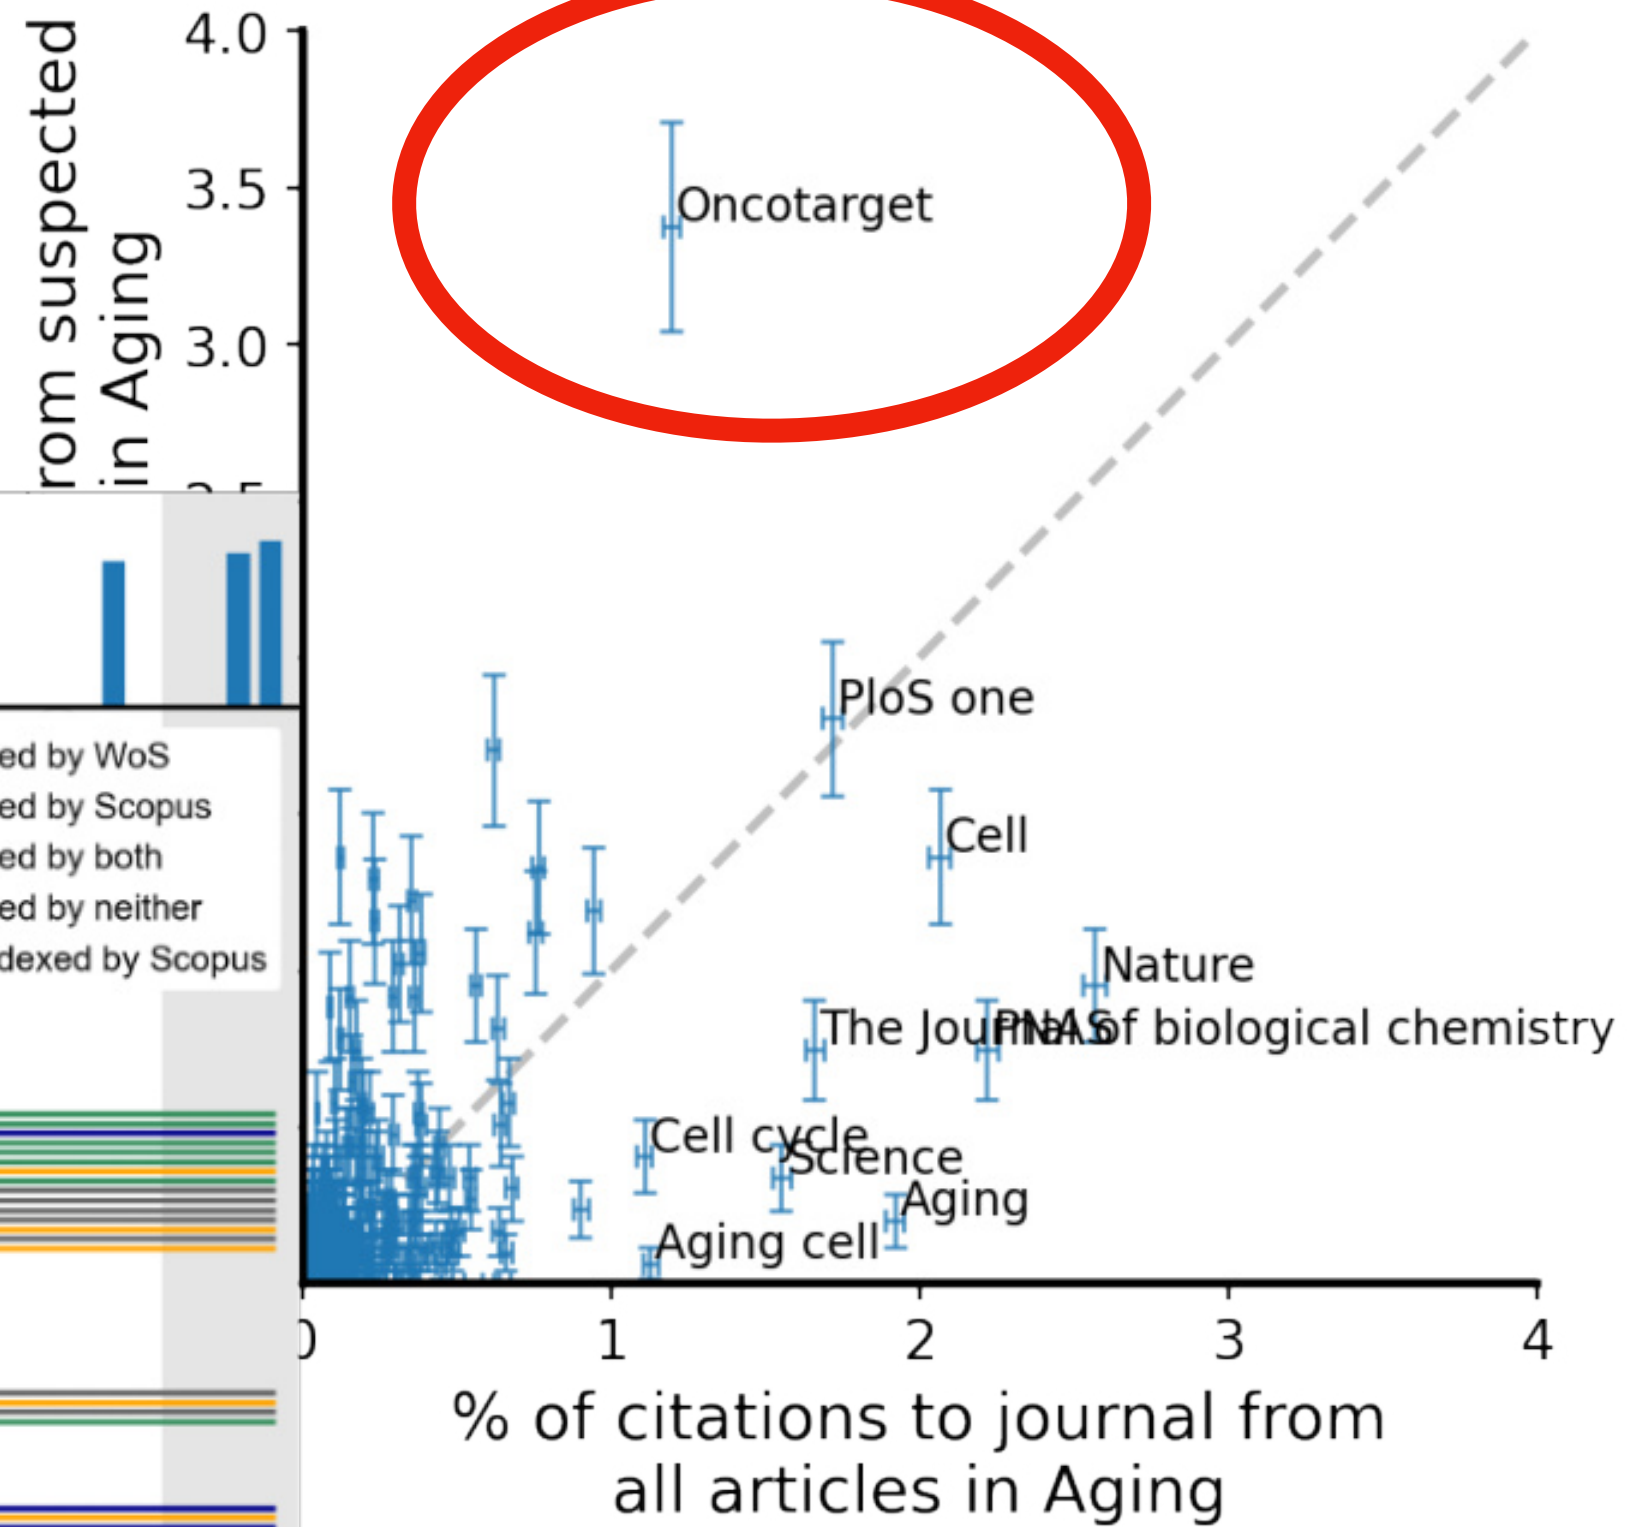 rom suspected
in Aging
4.0
3.5
3.0
Oncotarget
PloS one
Cell
Nature
The Journal of biological chemistry
PNAS
Cell cycle
Science
Aging
Aging cell
ed by WoS
ed by Scopus
ed by both
ed by neither
dexed by Scopus
0 1 2 3 4
% of citations to journal from
all articles in Aging